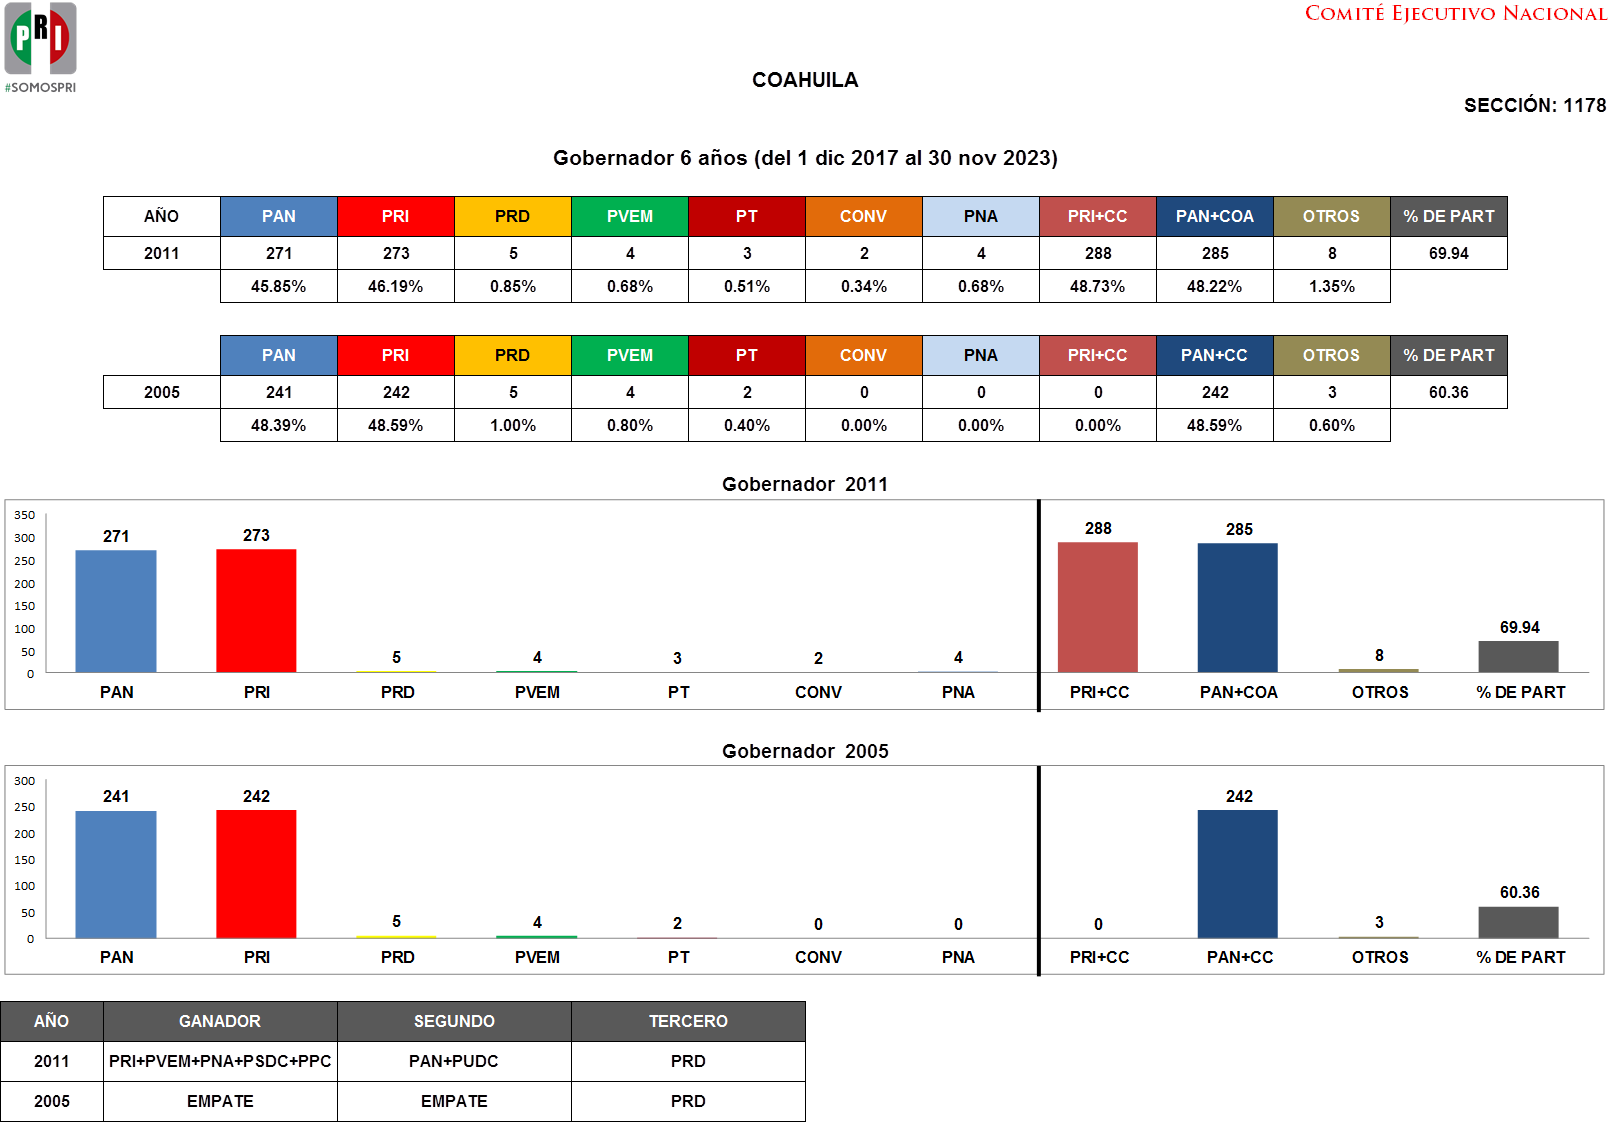 PRI
#SOMOSPRI
COMITÉ EJECUTIVO NACIONAL
COAHUILA
SECCIÓN: 1178
Gobernador 6 años (del 1 dic 2017 al 30 nov 2023)
AÑO PAN PRI PRD PVEM PT CONV PNA PRI+CC PAN+COA OTROS % DE PART
2011 271 273 5 4 3 2 4 288 285 8 69.94
45.85% 46.19% 0.85% 0.68% 0.51% 0.34% 0.68% 48.73% 48.22% 1.35%
PAN PRI PRD PVEM PT CONV PNA PRI+CC PAN+CC OTROS % DE PART
2005 241 242 5 4 2 0 0 0 242 3 60.36
48.39% 48.59% 1.00% 0.80% 0.40% 0.00% 0.00% 0.00% 48.59% 0.60%
Gobernador 2011
350
300
250
200
150
100
50
0
271 273 5 4 3 2 4 288 285 8 69.94
PAN PRI PRD PVEM PT CONV PNA PRI+CC PAN+COA OTROS % DE PART
Gobernador 2005
300
250
200
150
100
50
0
241 242 5 4 2 0 0 0 242 3 60.36
PAN PRI PRD PVEM PT CONV PNA PRI+CC PAN+CC OTROS % DE PART
AÑO GANADOR SEGUNDO TERCERO
2011 PRI+PVEM+PNA+PSDC+PPC PAN+PUDC PRD
2005 EMPATE EMPATE PRD